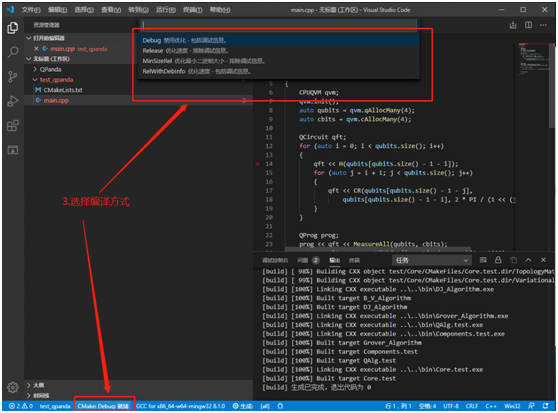 文件(F) 编辑(E) 选择(S) 查看(V) 转到(G) 运行(R) 终端(T) 帮助(H)
main.cpp - 无标题 (工作区) - Visual Studio Code
资源管理器
打开的编辑器
main.cpp test_qpanda
2
无标题 (工作区)
QPanda
test_qpanda
CMakeLists.txt
main.cpp
2
Debug 禁用优化 - 包括调试信息。
Release 优化速度 - 排除调试信息。
MinSizeRel 优化最小二进制大小 - 排除调试信息。
RelWithDebInfo 优化速度 - 包括调试信息。
{
CPUQVM qvm;
qvm.init();
auto qubits = qvm.qAllocMany(4);
auto cbits = qvm.cAllocMany(4);
QCircuit qft;
for (auto i = 0; i < qubits.size(); i++)
{
qft << H(qubits[qubits.size() - 1 - i]);
for (auto j = i + 1; j < qubits.size(); j++)
{
qft << CR(qubits[qubits.size() - 1 - j],
qubits[qubits.size() - 1 - i], 2 * PI / (1 << (j
}
}
QProg prog;
prog << qft << MeasureAll(qubits, cbits);
3.选择编译方式
调试控制台 问题 2 输出 终端 任务
[build] [ 98%] Building CXX object test/Core/CMakeFiles/Core.test.dir/TopologyMat
[build] [ 99%] Building CXX object test/Core/CMakeFiles/Core.test.dir/Variational
[build] [100%] Linking CXX executable ..\..\bin\DJ_Algorithm.exe
[build] [100%] Built target B_V_Algorithm
[build] [100%] Built target DJ_Algorithm
[build] [100%] Linking CXX executable ..\..\bin\Grover_Algorithm.exe
[build] [100%] Linking CXX executable ..\..\bin\QAlg.test.exe
[build] [100%] Linking CXX executable ..\..\bin\Components.test.exe
[build] [100%] Built target Grover_Algorithm
[build] [100%] Built target Components.test
[build] [100%] Built target QAlg.test
[build] [100%] Linking CXX executable ..\..\bin\Core.test.exe
[build] [100%] Built target Core.test
[build] 生成已完成，退出代码为 0
大纲
时间线
test_qpanda CMake: Debug 就绪 GCC for x86_64-w64-mingw32 8.1.0 生成: [all] 行 1，列 1 空格: 4 UTF-8 CRLF C++ Win32